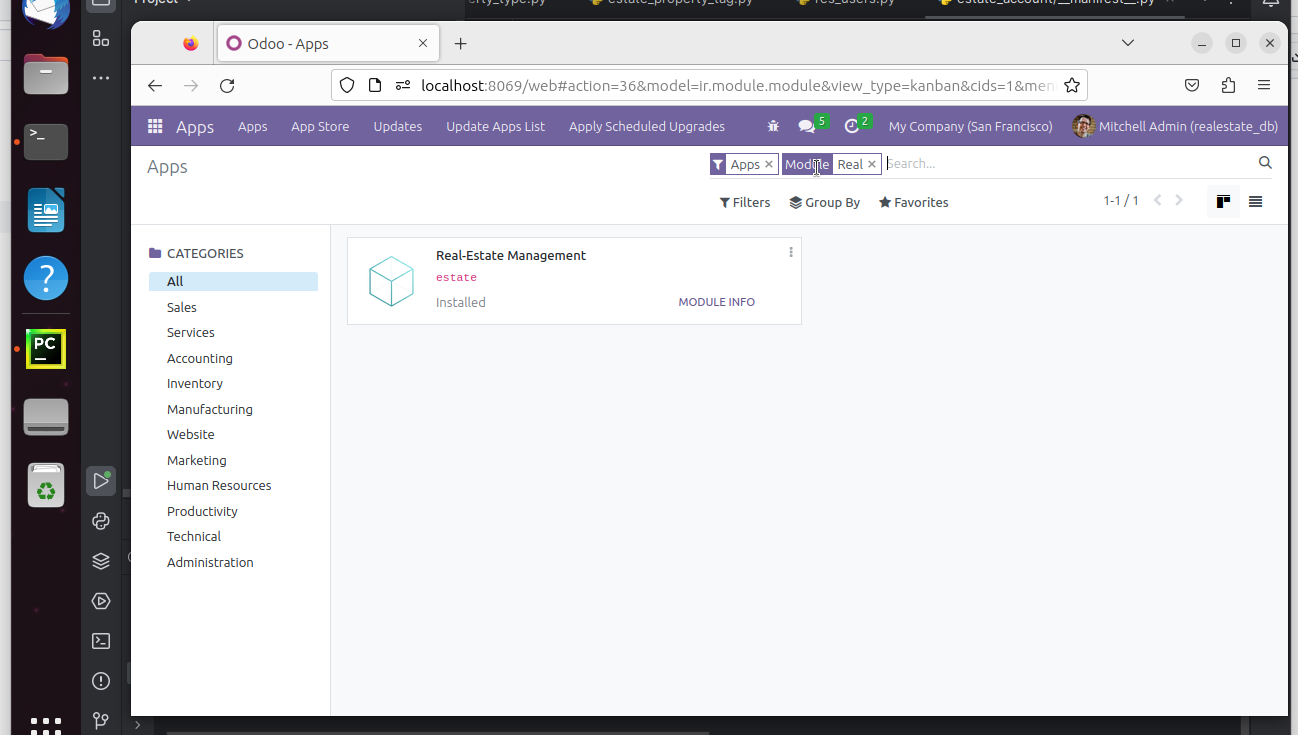 Project
erty_type.py estate_property_tag.py res_users.py estate_account/__manifest__.py
Odoo - Apps
localhost:8069/web#action=36&model=ir.module.module&view_type=kanban&cids=1&men
Apps Apps App Store Updates Update Apps List Apply Scheduled Upgrades 5 2 My Company (San Francisco) Mitchell Admin (realestate_db)
Apps
Apps Module Real Search...
Filters Group By Favorites 1-1 / 1
CATEGORIES
All
Sales
Services
Accounting
Inventory
Manufacturing
Website
Marketing
Human Resources
Productivity
Technical
Administration
Real-Estate Management
estate
Installed MODULE INFO
>_
?
PC